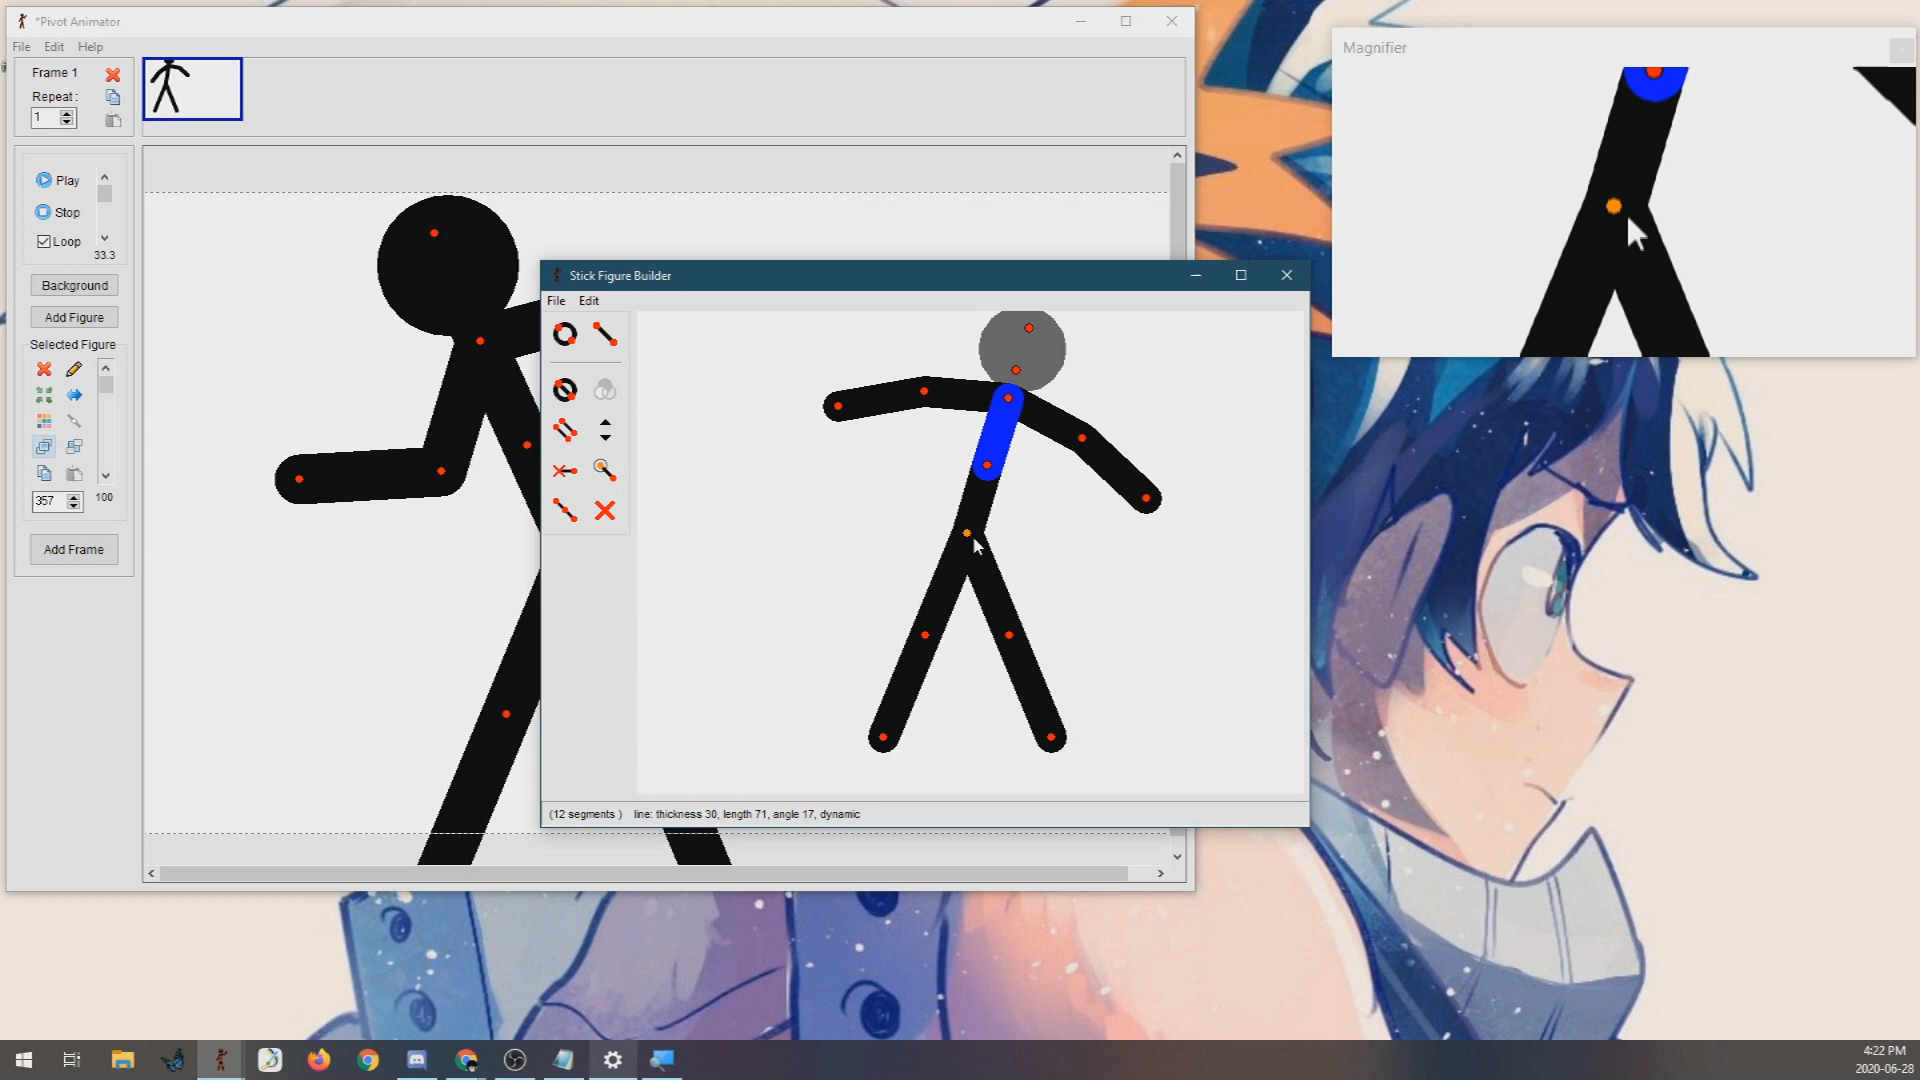 *Pivot Animator
File Edit Help
Frame 1
Repeat :
1
Play
Stop
Loop
33.3
Background
Add Figure
Selected Figure
357
100
Add Frame
Stick Figure Builder
File Edit
(12 segments ) line: thickness 30, length 71, angle 17, dynamic
Magnifier
4:22 PM
2020-06-28